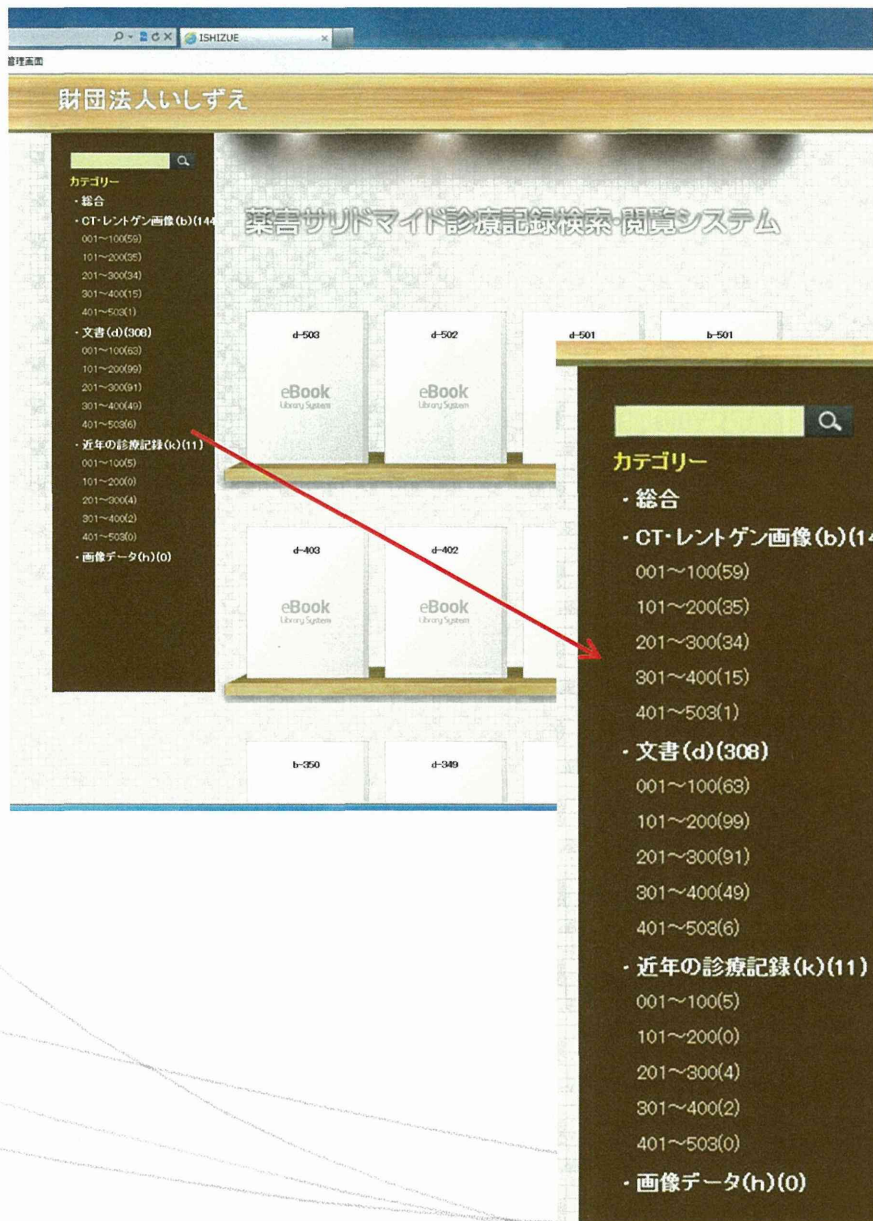 ISHIZUE
管理画面
財団法人いしずえ
カテゴリー
・総合
・CT・レントゲン画像(b)(144
001～100(59)
101～200(35)
201～300(34)
301～400(15)
401～503(1)
・文書(d)(308)
001～100(63)
101～200(99)
201～300(91)
301～400(49)
401～503(6)
・近年の診療記録(k)(11)
001～100(5)
101～200(0)
201～300(4)
301～400(2)
401～503(0)
・画像データ(h)(0)
薬害サリドマイド診療記録検索・閲覧システム
d-503 d-502 d-501 b-501
eBook eBook
Library System Library System
d-403 d-402
eBook eBook
Library System Library System
b-350 d-349
カテゴリー
・総合
・CT・レントゲン画像(b)(14
001～100(59)
101～200(35)
201～300(34)
301～400(15)
401～503(1)
・文書(d)(308)
001～100(63)
101～200(99)
201～300(91)
301～400(49)
401～503(6)
・近年の診療記録(k)(11)
001～100(5)
101～200(0)
201～300(4)
301～400(2)
401～503(0)
・画像データ(h)(0)